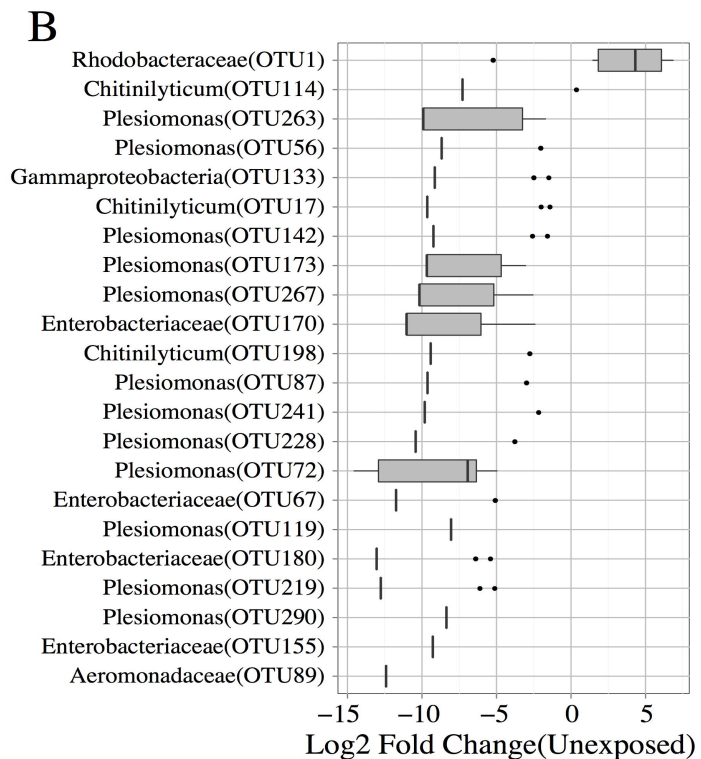 B
Rhodobacteraceae(OTU1)
Chitinilyticum(OTU114)
Plesiomonas(OTU263)
Plesiomonas(OTU56)
Gammaproteobacteria(OTU133)
Chitinilyticum(OTU17)
Plesiomonas(OTU142)
Plesiomonas(OTU173)
Plesiomonas(OTU267)
Enterobacteriaceae(OTU170)
Chitinilyticum(OTU198)
Plesiomonas(OTU87)
Plesiomonas(OTU241)
Plesiomonas(OTU228)
Plesiomonas(OTU72)
Enterobacteriaceae(OTU67)
Plesiomonas(OTU119)
Enterobacteriaceae(OTU180)
Plesiomonas(OTU219)
Plesiomonas(OTU290)
Enterobacteriaceae(OTU155)
Aeromonadaceae(OTU89)
−15 −10 −5 0 5
Log2 Fold Change(Unexposed)